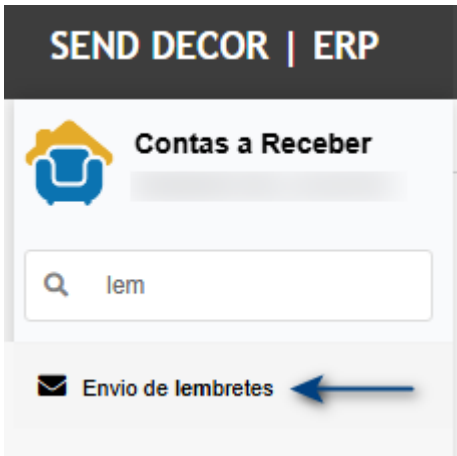 SEND DECOR | ERP
Contas a Receber
lem
Envio de lembretes